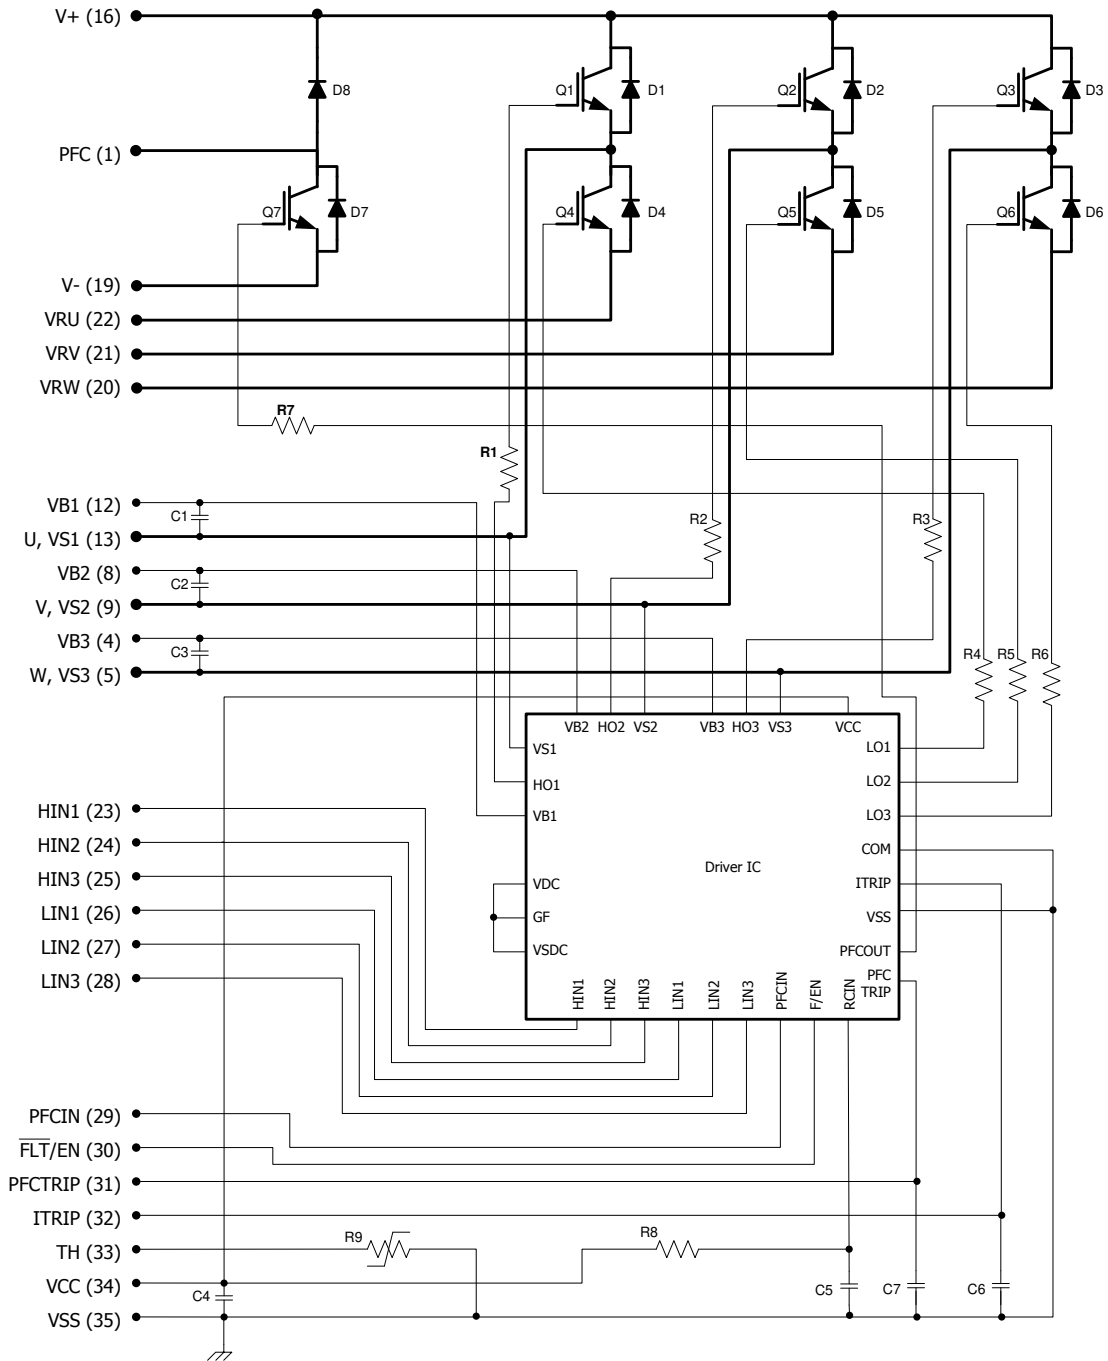 V+ (16)
D8
Q1
D1
Q2
D2
Q3
D3
PFC (1)
Q7
D7
Q4
D4
Q5
D5
Q6
D6
V- (19)
VRU (22)
VRV (21)
VRW (20)
R7
R1
VB1 (12)
C1
R2
R3
U, VS1 (13)
VB2 (8)
C2
V, VS2 (9)
VB3 (4)
C3
R4
R5
R6
W, VS3 (5)
VB2
HO2
VS2
VB3
HO3
VS3
VCC
VS1
LO1
HO1
LO2
HIN1 (23)
VB1
LO3
HIN2 (24)
COM
Driver IC
HIN3 (25)
VDC
ITRIP
LIN1 (26)
GF
VSS
LIN2 (27)
VSDC
PFCOUT
LIN3 (28)
PFC
TRIP
HIN1
HIN2
HIN3
LIN1
LIN2
LIN3
PFCIN
F/EN
RCIN
PFCIN (29)
FLT/EN (30)
PFCTRIP (31)
ITRIP (32)
TH (33)
R9
R8
VCC (34)
C4
C5
C7
C6
VSS (35)